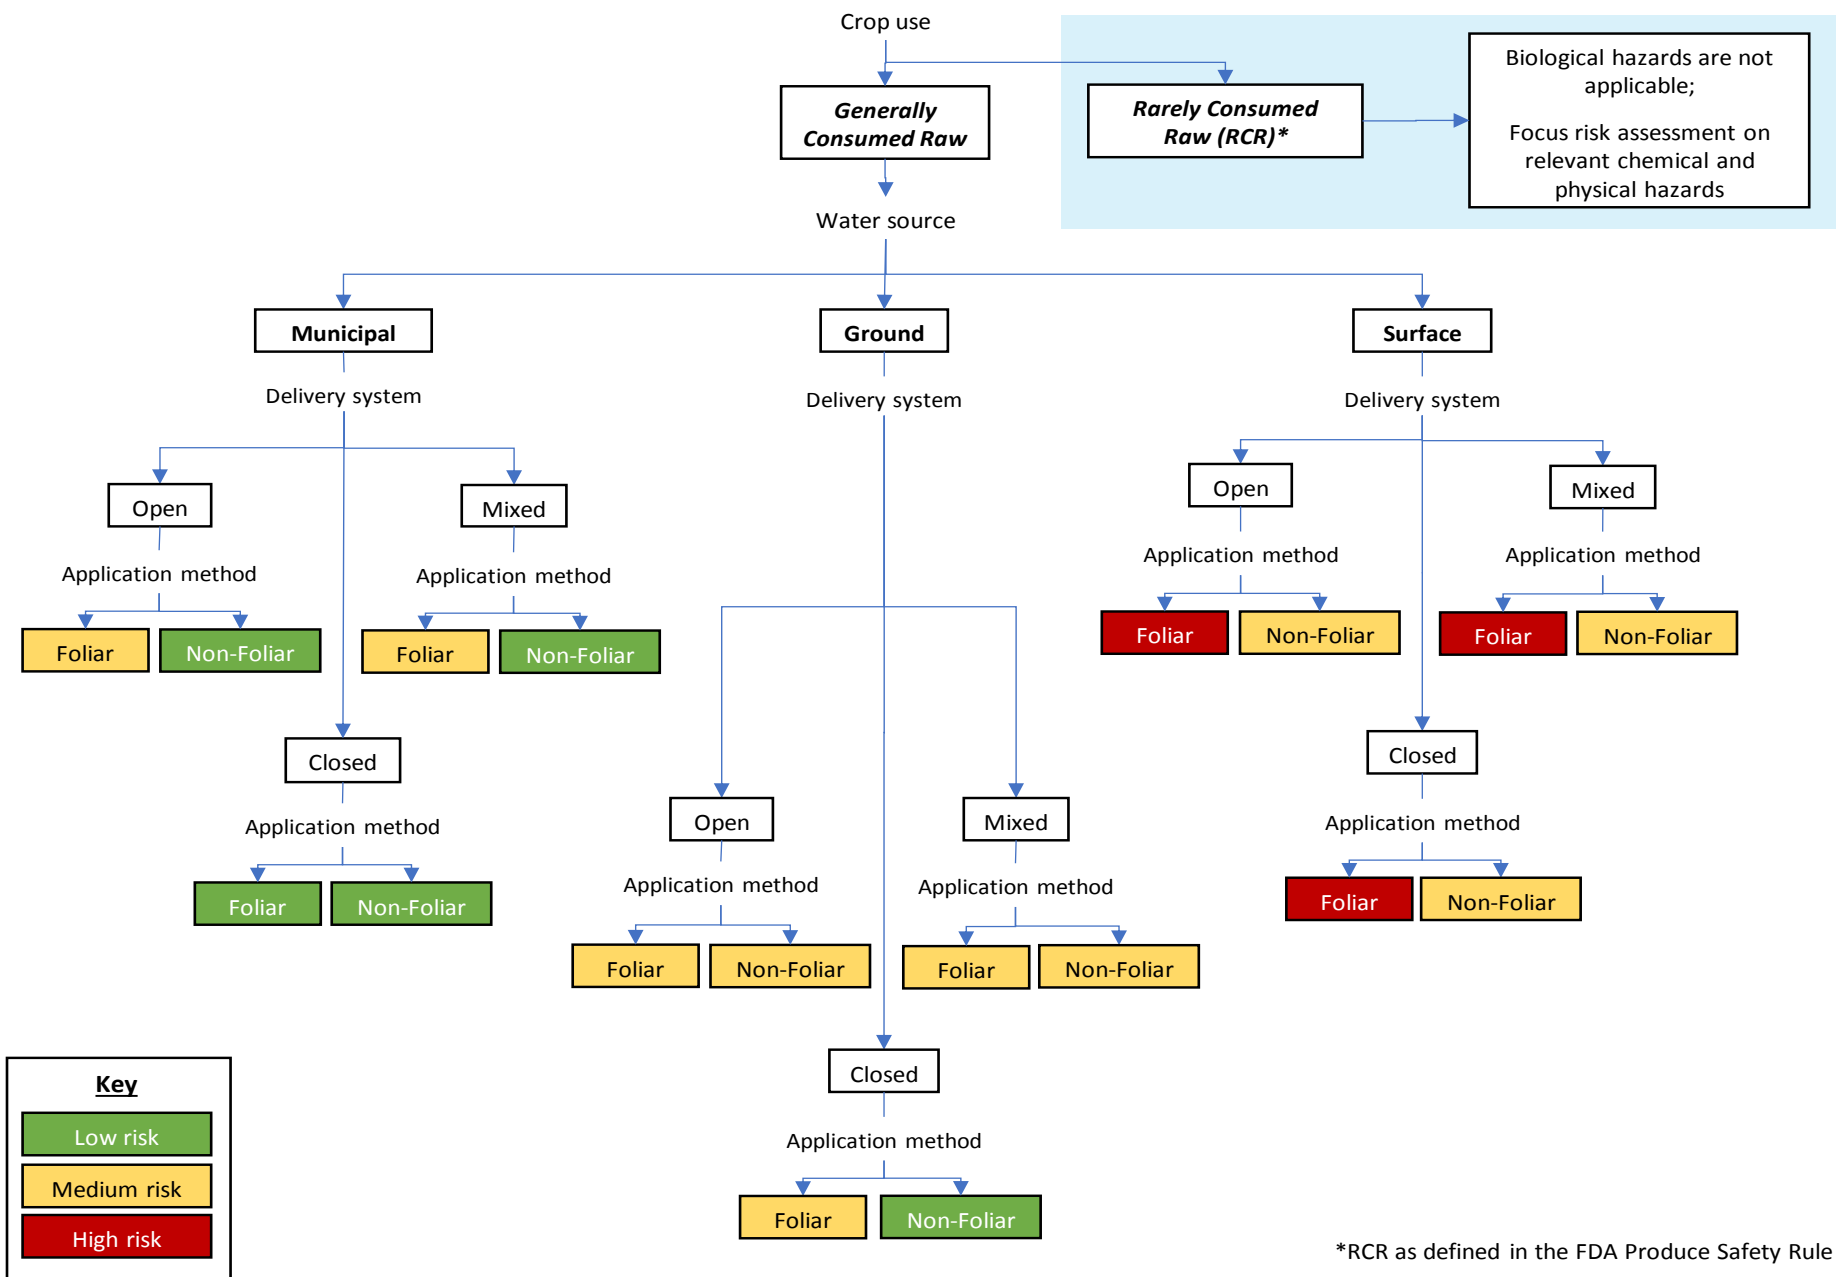 Crop use
Generally
Consumed Raw
Rarely Consumed
Raw (RCR)*
Biological hazards are not
applicable;
Focus risk assessment on
relevant chemical and
physical hazards
Water source
Municipal
Ground
Surface
Delivery system
Delivery system
Delivery system
Open
Mixed
Open
Mixed
Application method
Application method
Application method
Application method
Foliar
Non-Foliar
Foliar
Non-Foliar
Foliar
Non-Foliar
Foliar
Non-Foliar
Closed
Closed
Application method
Application method
Foliar
Non-Foliar
Foliar
Non-Foliar
Open
Mixed
Application method
Application method
Foliar
Non-Foliar
Foliar
Non-Foliar
Closed
Application method
Foliar
Non-Foliar
Key
Low risk
Medium risk
High risk
*RCR as defined in the FDA Produce Safety Rule